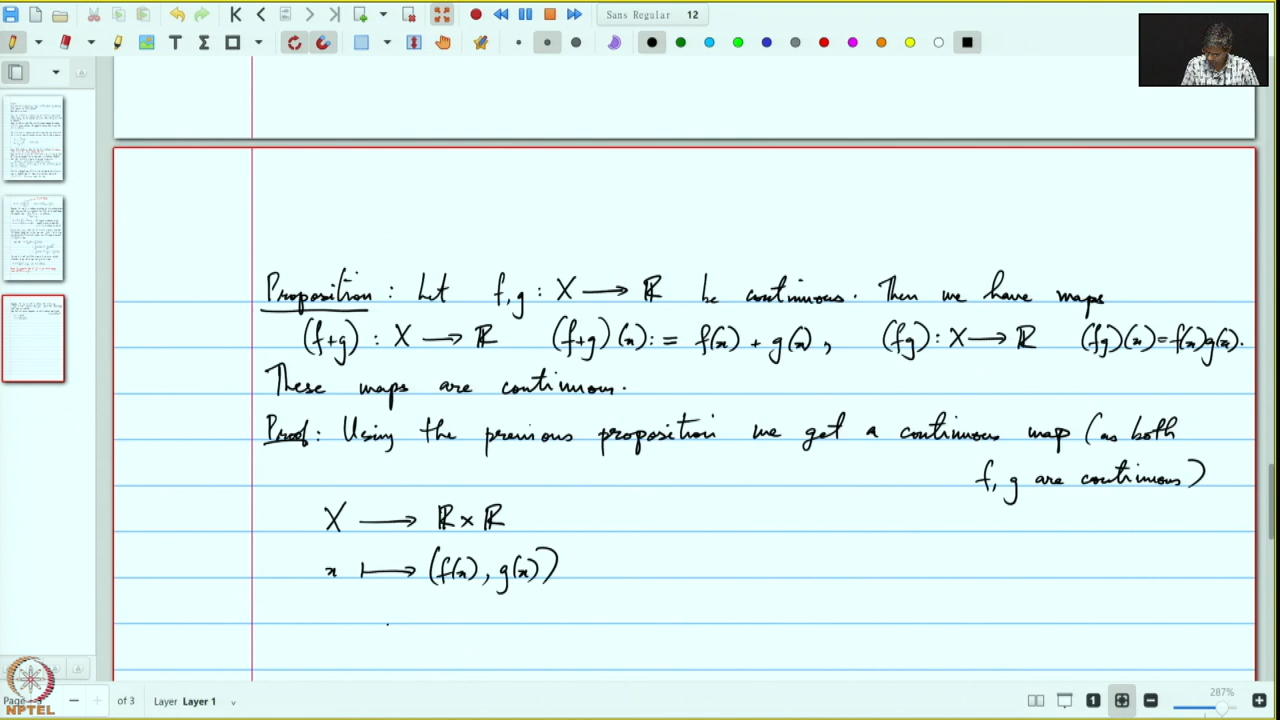 Sans Regular 12
Proposition : Let f, g : X ⟶ ℝ be continuous. Then we have maps
(f+g) : X ⟶ ℝ (f+g)(x) := f(x) + g(x), (fg) : X ⟶ ℝ (fg)(x) = f(x)g(x).
These maps are continuous.
Proof : Using the previous proposition we get a continuous map (as both
f, g are continuous)
X ⟶ ℝ × ℝ
x ⟼ (f(x), g(x))
Page
of 3
Layer Layer 1
287%
NPTEL